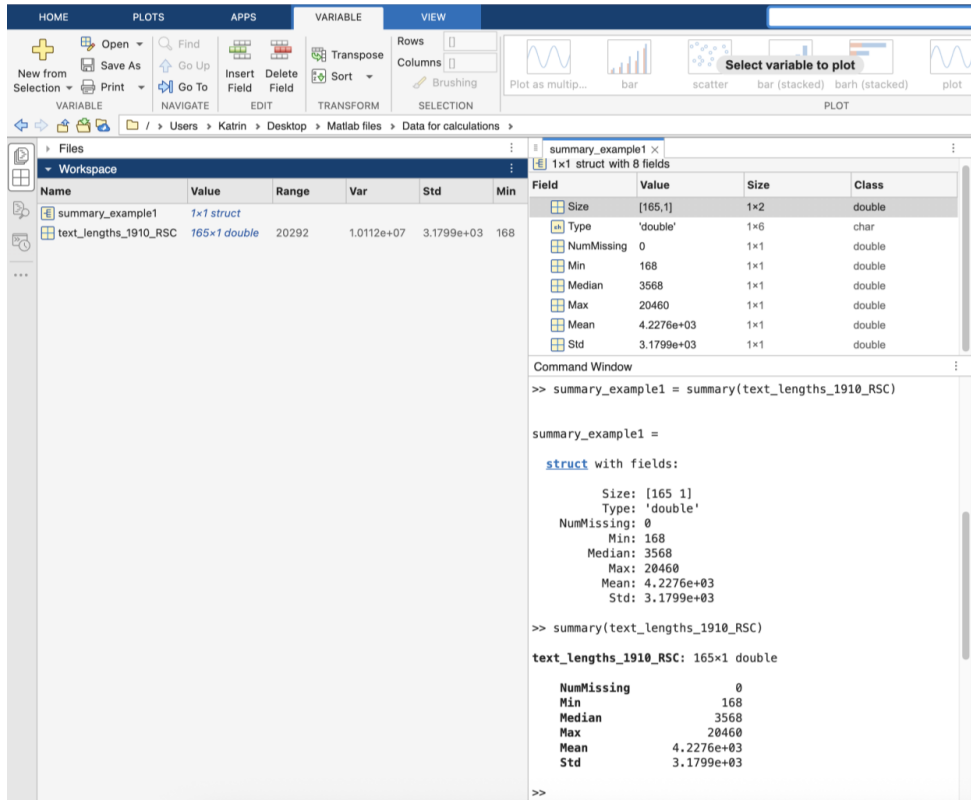 HOME PLOTS APPS VARIABLE VIEW
New from Selection
Open
Save As
Print
VARIABLE
Find
Go Up
Go To
NAVIGATE
Insert Field
Delete Field
EDIT
Transpose
Sort
TRANSFORM
Rows []
Columns []
Brushing
SELECTION
Plot as multip... bar scatter bar (stacked) barh (stacked) plot
Select variable to plot
PLOT
/ > Users > Katrin > Desktop > Matlab files > Data for calculations >
Files
Workspace
Name Value Range Var Std Min
summary_example1 1×1 struct
text_lengths_1910_RSC 165×1 double 20292 1.0112e+07 3.1799e+03 168
summary_example1 ×
1×1 struct with 8 fields
Field Value Size Class
Size [165,1] 1×2 double
ch Type 'double' 1×6 char
NumMissing 0 1×1 double
Min 168 1×1 double
Median 3568 1×1 double
Max 20460 1×1 double
Mean 4.2276e+03 1×1 double
Std 3.1799e+03 1×1 double
Command Window
>> summary_example1 = summary(text_lengths_1910_RSC)
summary_example1 =
struct with fields:
Size: [165 1]
Type: 'double'
NumMissing: 0
Min: 168
Median: 3568
Max: 20460
Mean: 4.2276e+03
Std: 3.1799e+03
>> summary(text_lengths_1910_RSC)
text_lengths_1910_RSC: 165×1 double
NumMissing 0
Min 168
Median 3568
Max 20460
Mean 4.2276e+03
Std 3.1799e+03
>>